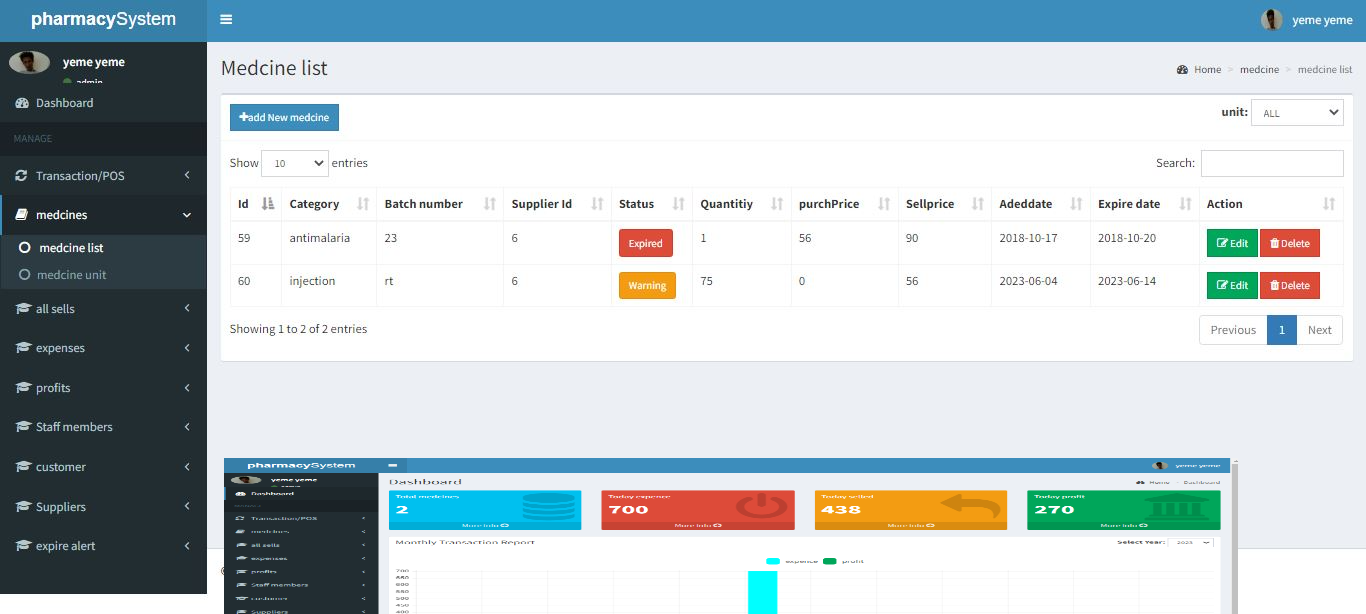 pharmacySystem
yeme yeme
yeme yeme
admin
Dashboard
MANAGE
Transaction/POS
medcines
medcine list
medcine unit
all sells
expenses
profits
Staff members
customer
Suppliers
expire alert
Medcine list
Home > medcine > medcine list
add New medcine
unit: ALL
Show 10 entries
Search:
Id Category Batch number Supplier Id Status Quantitiy purchPrice Sellprice Adeddate Expire date Action
59 antimalaria 23 6 Expired 1 56 90 2018-10-17 2018-10-20 Edit Delete
60 injection rt 6 Warning 75 0 56 2023-06-04 2023-06-14 Edit Delete
Showing 1 to 2 of 2 entries
Previous 1 Next
pharmacySystem
yeme yeme
yeme yeme
Dashboard
Transaction/POS
medcines
all sells
expenses
profits
Staff members
customer
Suppliers
Dashboard
Home > Dashboard
Total medcines
2
More info
Today expence
700
More info
Today selled
438
More info
Today profit
270
More info
Monthly Transaction Report
Select Year: 2023
expence profit
700
650
600
550
500
450
400